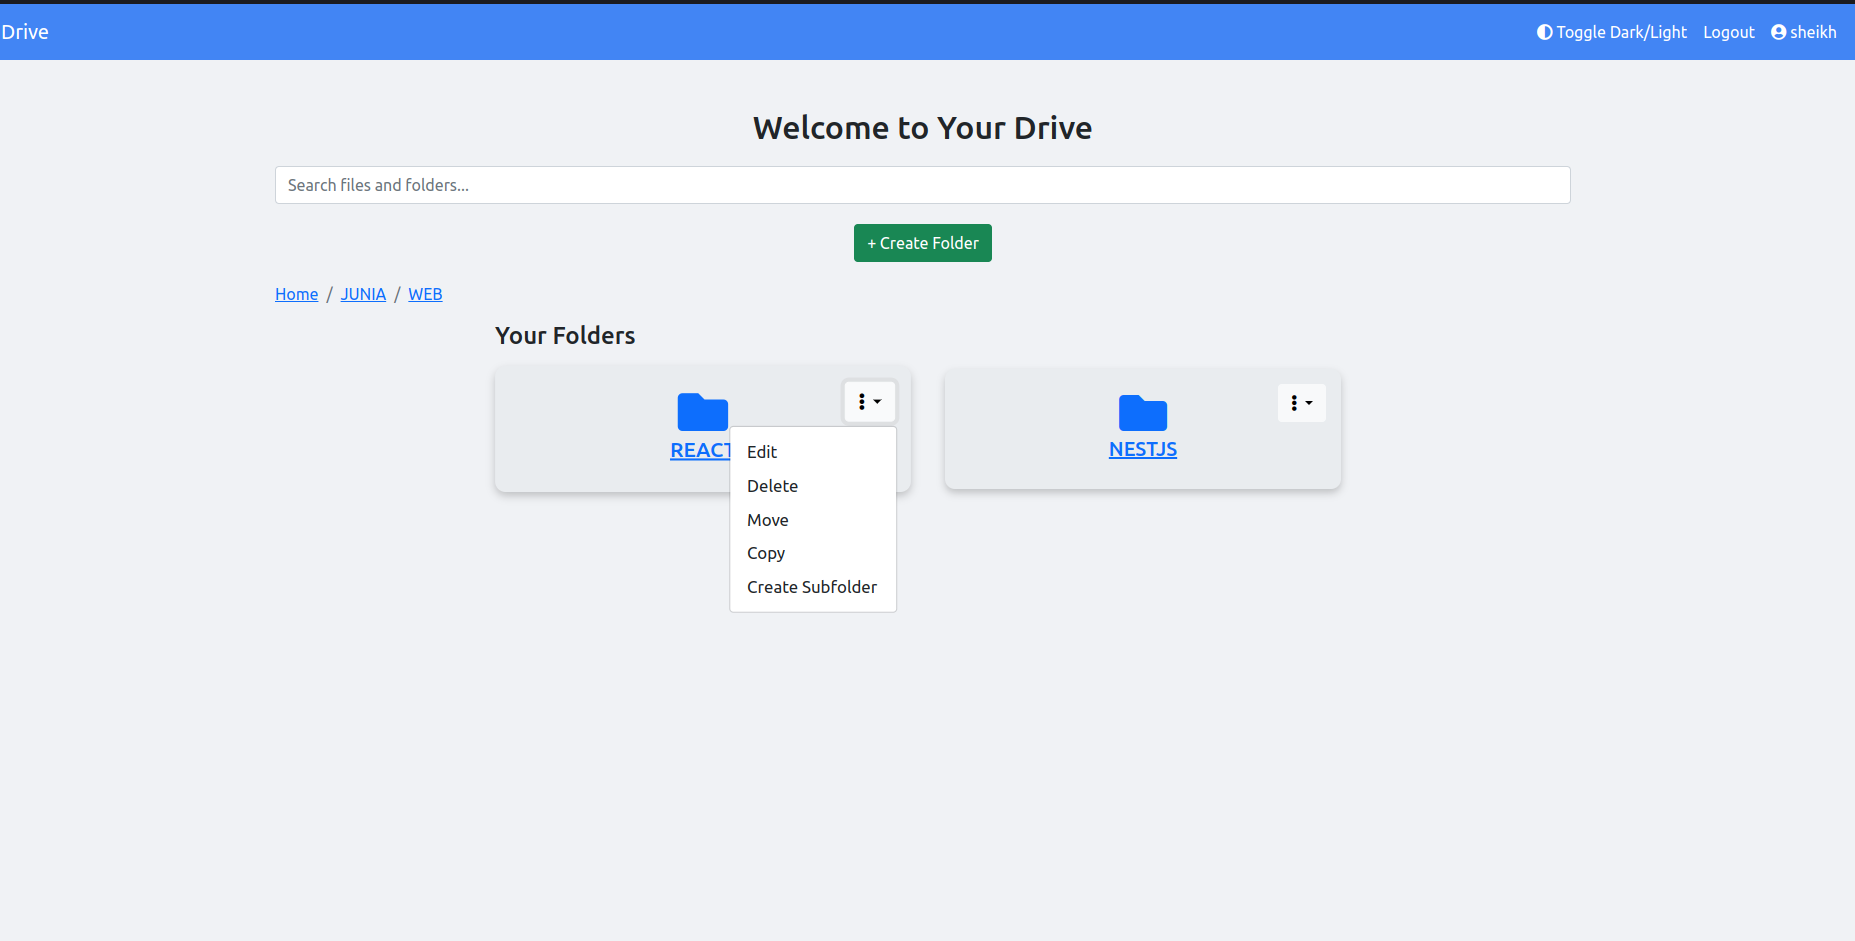 Drive
Toggle Dark/Light Logout sheikh
Welcome to Your Drive
Search files and folders...
+ Create Folder
Home / JUNIA / WEB
Your Folders
REACT
NESTJS
Edit
Delete
Move
Copy
Create Subfolder